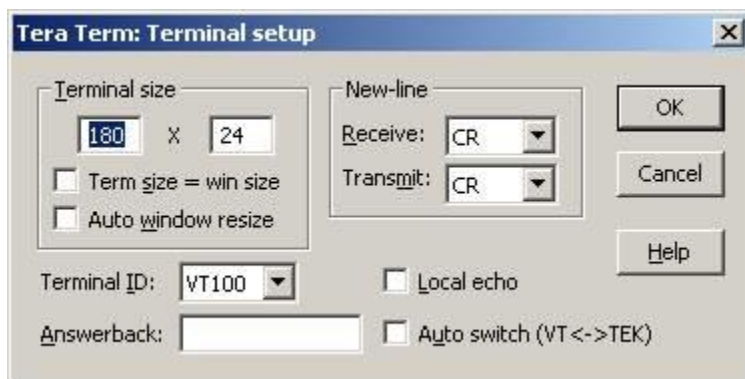 Tera Term: Terminal setup
Terminal size
180 X 24
Term size = win size
Auto window resize
New-line
Receive: CR
Transmit: CR
OK
Cancel
Help
Terminal ID: VT100
Local echo
Answerback:
Auto switch (VT<->TEK)